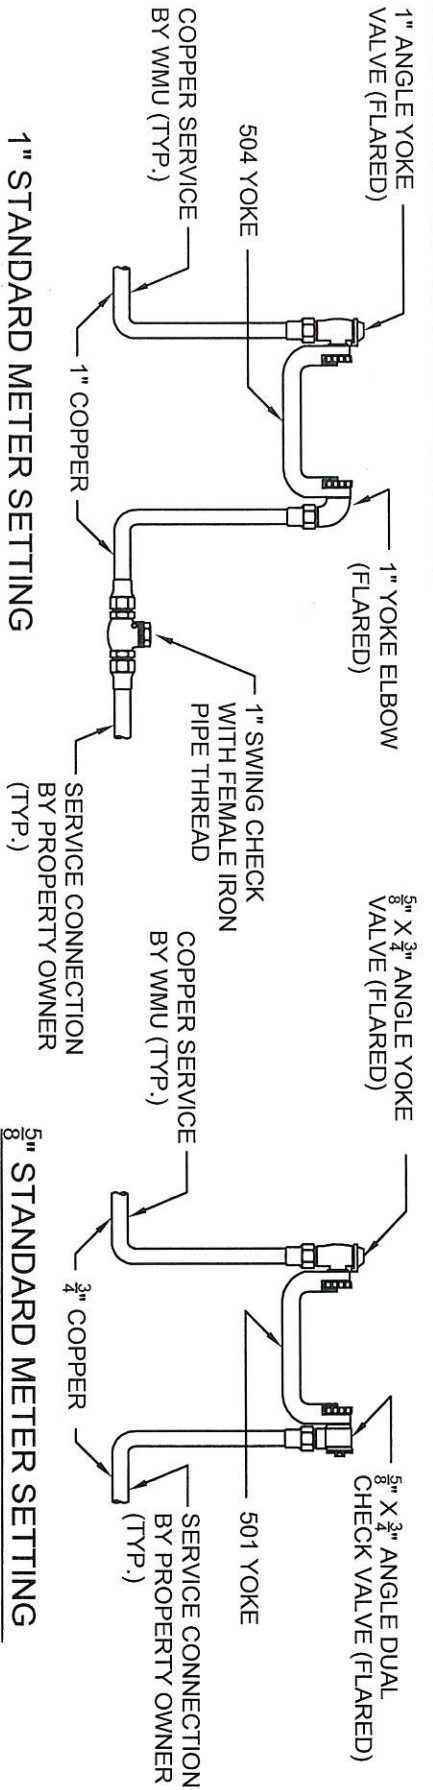 1" ANGLE YOKE
VALVE (FLARED)
504 YOKE
COPPER SERVICE
BY WMU (TYP.)
1" COPPER
1" YOKE ELBOW
(FLARED)
1" SWING CHECK
WITH FEMALE IRON
PIPE THREAD
SERVICE CONNECTION
BY PROPERTY OWNER
(TYP.)
1" STANDARD METER SETTING
5/8" X 3/4" ANGLE YOKE
VALVE (FLARED)
COPPER SERVICE
BY WMU (TYP.)
3/4" COPPER
5/8" X 3/4" ANGLE DUAL
CHECK VALVE (FLARED)
501 YOKE
SERVICE CONNECTION
BY PROPERTY OWNER
(TYP.)
5/8" STANDARD METER SETTING